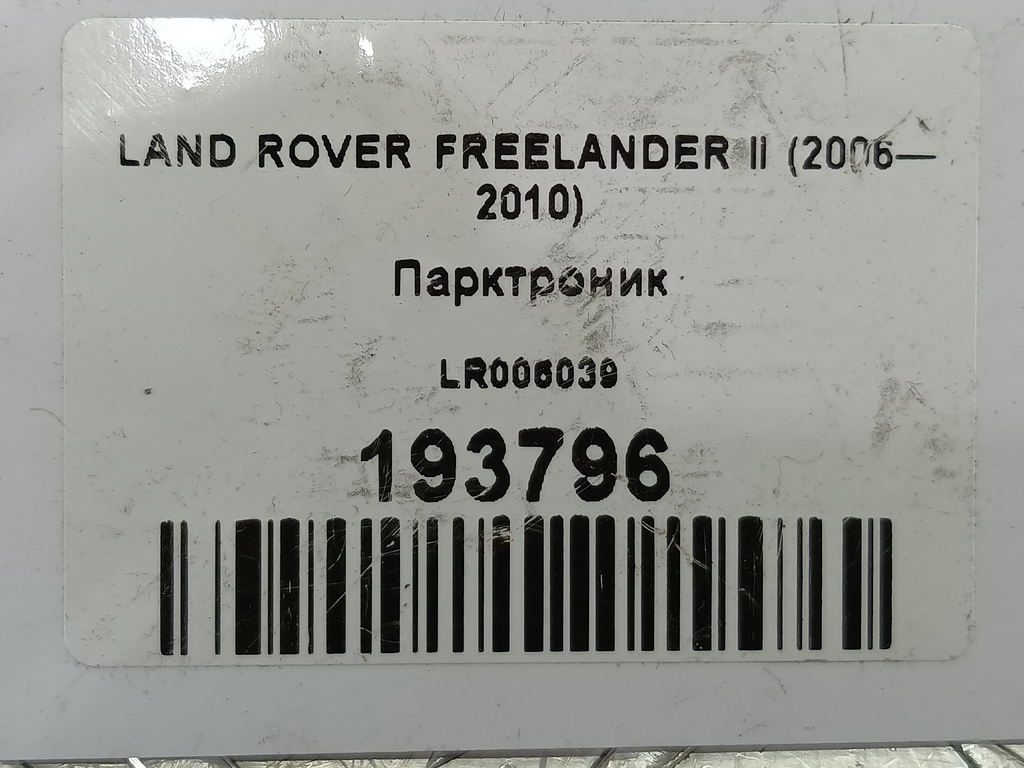 LAND ROVER FREELANDER II (2006—
2010)
Парктроник
LR006039
193796